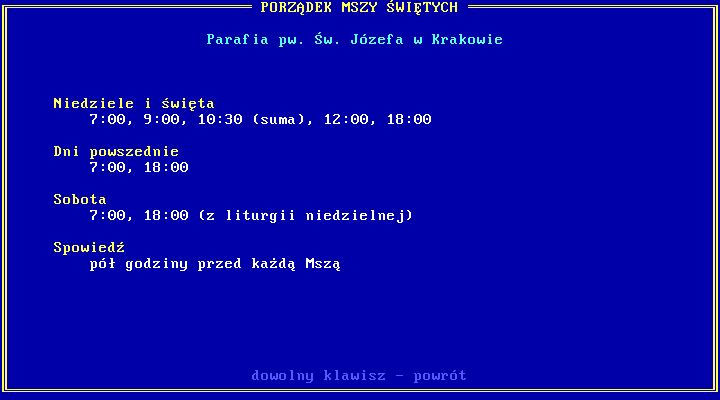 PORZĄDEK MSZY ŚWIĘTYCH
Parafia pw. Św. Józefa w Krakowie
Niedziele i święta
7:00, 9:00, 10:30 (suma), 12:00, 18:00
Dni powszednie
7:00, 18:00
Sobota
7:00, 18:00 (z liturgii niedzielnej)
Spowiedź
pół godziny przed każdą Mszą
dowolny klawisz - powrót